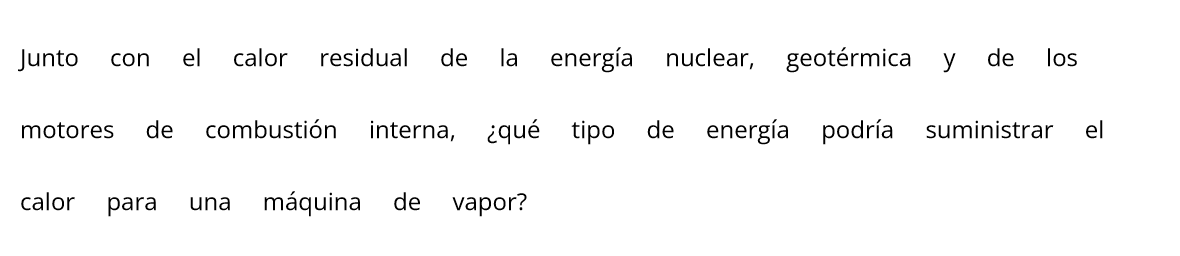 Junto con el calor residual de la energía nuclear, geotérmica y de los
motores de combustión interna, ¿qué tipo de energía podría suministrar el
calor para una máquina de vapor?